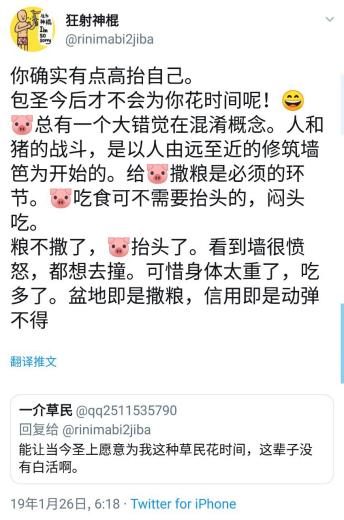 狂射神棍
@rinimabi2jiba
你确实有点高抬自己。
包圣今后才不会为你花时间呢！😄
🐷总有一个大错觉在混淆概念。人和
猪的战斗，是以人由远至近的修筑墙
笆为开始的。给🐷撒粮是必须的环
节。🐷吃食可不需要抬头的，闷头
吃。
粮不撒了，🐷抬头了。看到墙很愤
怒，都想去撞。可惜身体太重了，吃
多了。盆地即是撒粮，信用即是动弹
不得
翻译推文
一介草民 @qq2511535790
回复给 @rinimabi2jiba
能让当今圣上愿意为我这种草民花时间，这辈子没
有白活啊。
19年1月26日, 6:18 · Twitter for iPhone